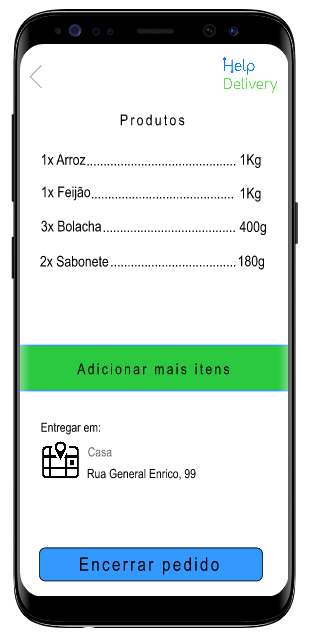 Help
Delivery
Produtos
1x Arroz.......................................... 1Kg
1x Feijão........................................ 1Kg
3x Bolacha..................................... 400g
2x Sabonete................................... 180g
Adicionar mais itens
Entregar em:
Casa
Rua General Enrico, 99
Encerrar pedido